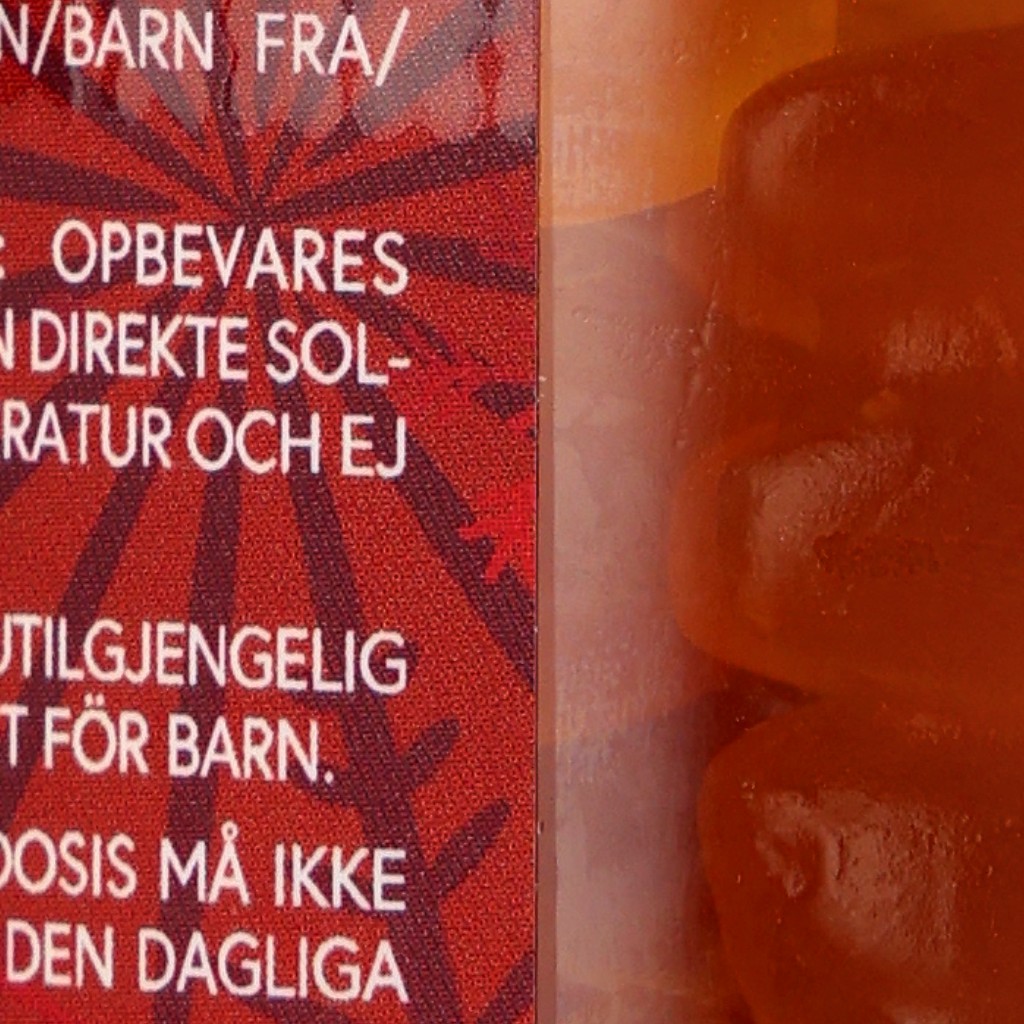 N/BARN FRA/
: OPBEVARES
N DIREKTE SOL-
RATUR OCH EJ
UTILGJENGELIG
T FÖR BARN.
DOSIS MÅ IKKE
DEN DAGLIGA